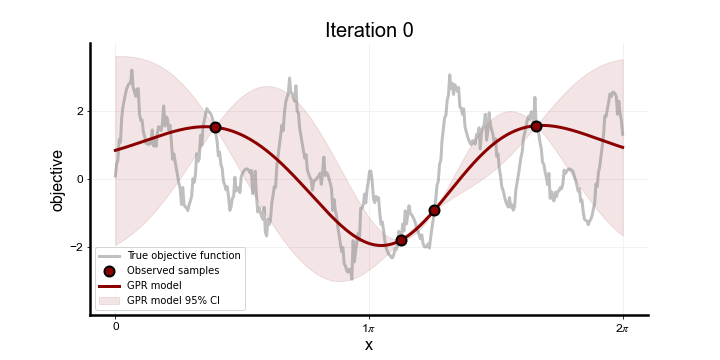 Iteration 0
objective
2
0
−2
True objective function
Observed samples
GPR model
GPR model 95% CI
0
1π
2π
x